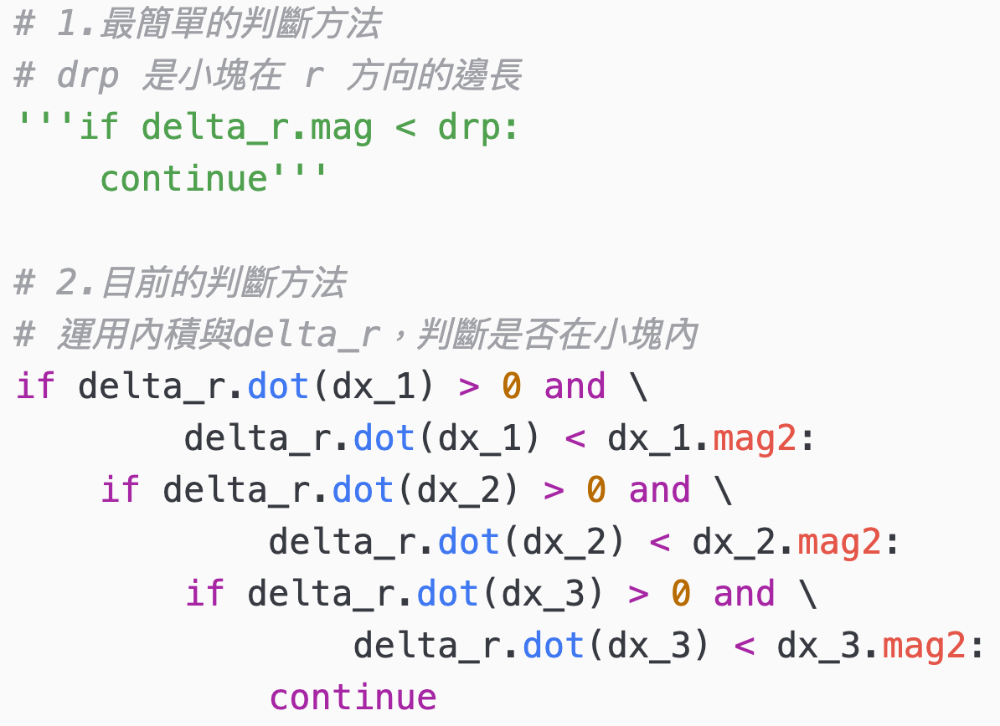 # 1.最簡單的判斷方法
# drp 是小塊在 r 方向的邊長
'''if delta_r.mag < drp:
    continue'''
# 2.目前的判斷方法
# 運用內積與delta_r，判斷是否在小塊內
if delta_r.dot(dx_1) > 0 and \
        delta_r.dot(dx_1) < dx_1.mag2:
    if delta_r.dot(dx_2) > 0 and \
            delta_r.dot(dx_2) < dx_2.mag2:
        if delta_r.dot(dx_3) > 0 and \
                delta_r.dot(dx_3) < dx_3.mag2:
            continue